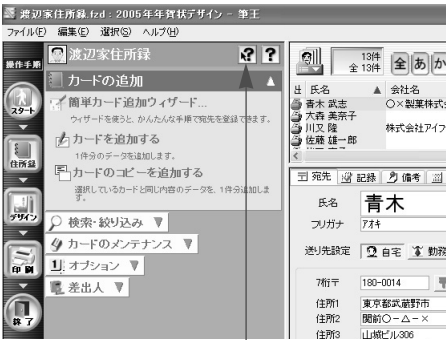 渡辺家住所録.fzd : 2005年年賀状デザイン - 筆王
ファイル(F) 編集(E) 選択(S) ヘルプ(H)
操作手順
渡辺家住所録
カードの追加
簡単カード追加ウィザード...
ウィザードを使うと、かんたんな手順で宛先を登録できます。
カードを追加する
1件分のデータを追加します。
カードのコピーを追加する
選択しているカードと同じ内容のデータを、1件分追加します。
検索・絞り込み ▼
カードのメンテナンス ▼
オプション ▼
差出人 ▼
スタート
住所録
デザイン
印刷
終了
13件
全 13件
全 あ か
氏名 ▲ 会社名
青木 武志 〇×製菓株式
大森 美奈子
川又 隆 株式会社アイフ
佐藤 雄一郎
宛先 記録 備考
氏名 青木
フリガナ アオキ
送り先設定 自宅 勤務
7桁〒 180-0014
住所1 東京都武蔵野市
住所2 関前〇-△-×
住所3 山城ビル306